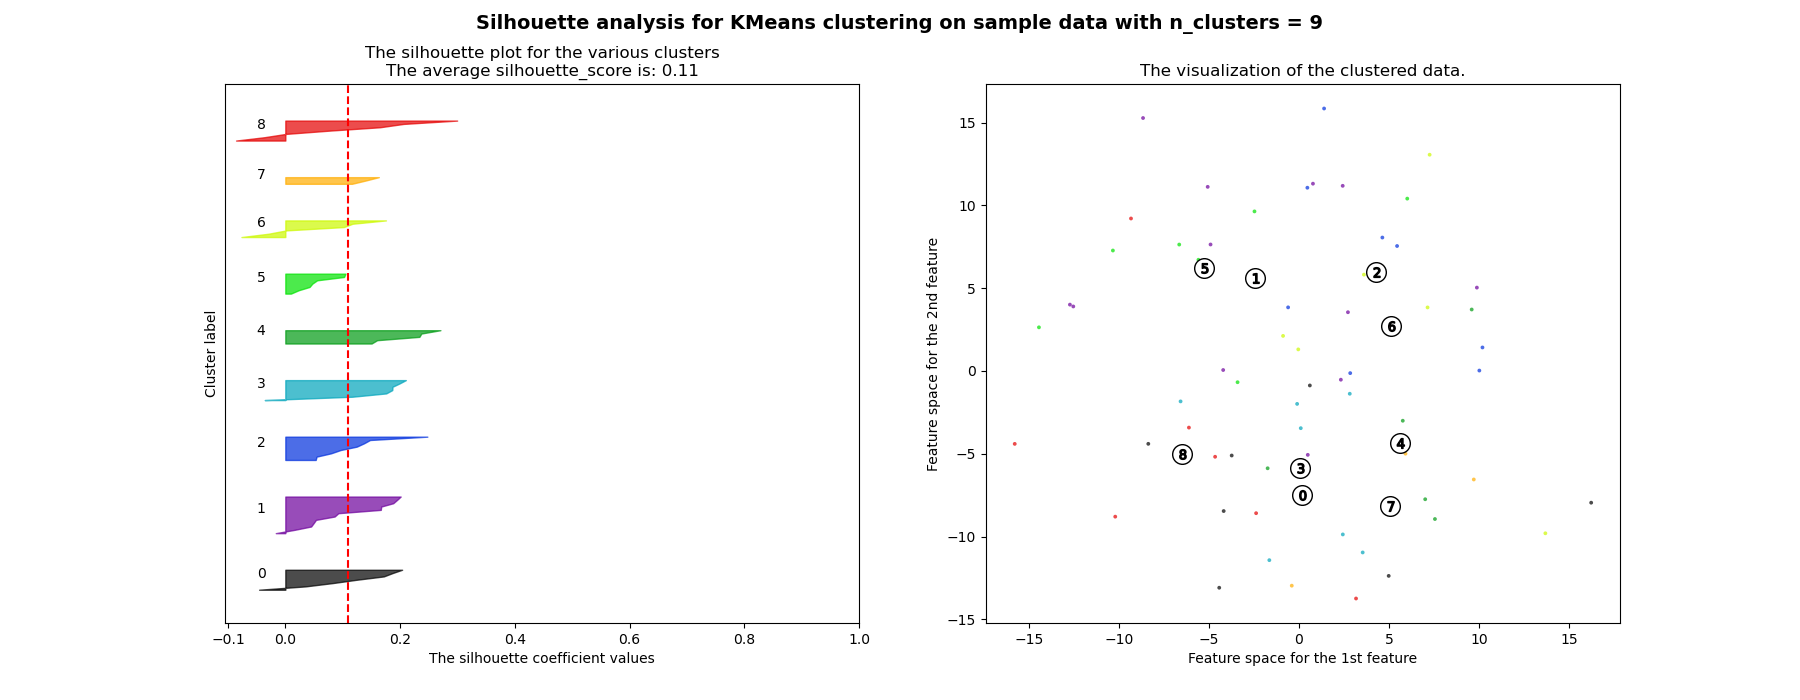 Silhouette analysis for KMeans clustering on sample data with n_clusters = 9
The silhouette plot for the various clusters
The average silhouette_score is: 0.11
Cluster label
8
7
6
5
4
3
2
1
0
−0.1 0.0 0.2 0.4 0.6 0.8 1.0
The silhouette coefficient values
The visualization of the clustered data.
Feature space for the 2nd feature
15
10
5
0
−5
−10
−15
5 1 2
6
4
8 3
0 7
−15 −10 −5 0 5 10 15
Feature space for the 1st feature